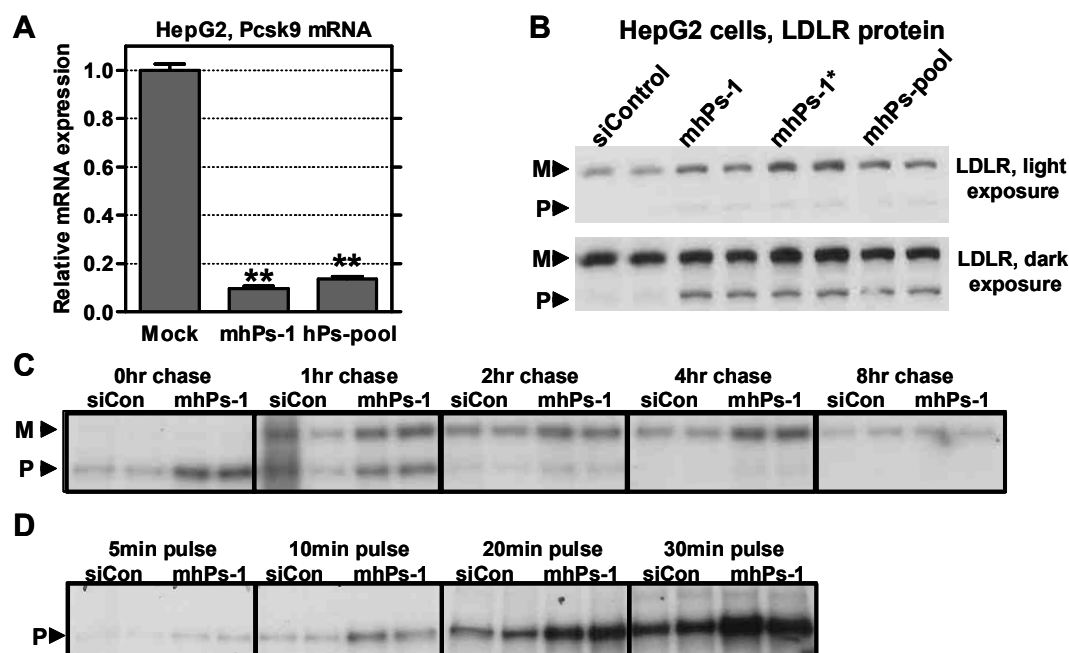 A
HepG2, Pcsk9 mRNA
Relative mRNA expression
1.0
0.8
0.6
0.4
0.2
0.0
**
**
Mock mhPs-1 hPs-pool
B
HepG2 cells, LDLR protein
siControl
mhPs-1
mhPs-1*
mhPs-pool
M
P
LDLR, light
exposure
M
P
LDLR, dark
exposure
C
0hr chase 1hr chase 2hr chase 4hr chase 8hr chase
siCon mhPs-1 siCon mhPs-1 siCon mhPs-1 siCon mhPs-1 siCon mhPs-1
M
P
D
5min pulse 10min pulse 20min pulse 30min pulse
siCon mhPs-1 siCon mhPs-1 siCon mhPs-1 siCon mhPs-1
P